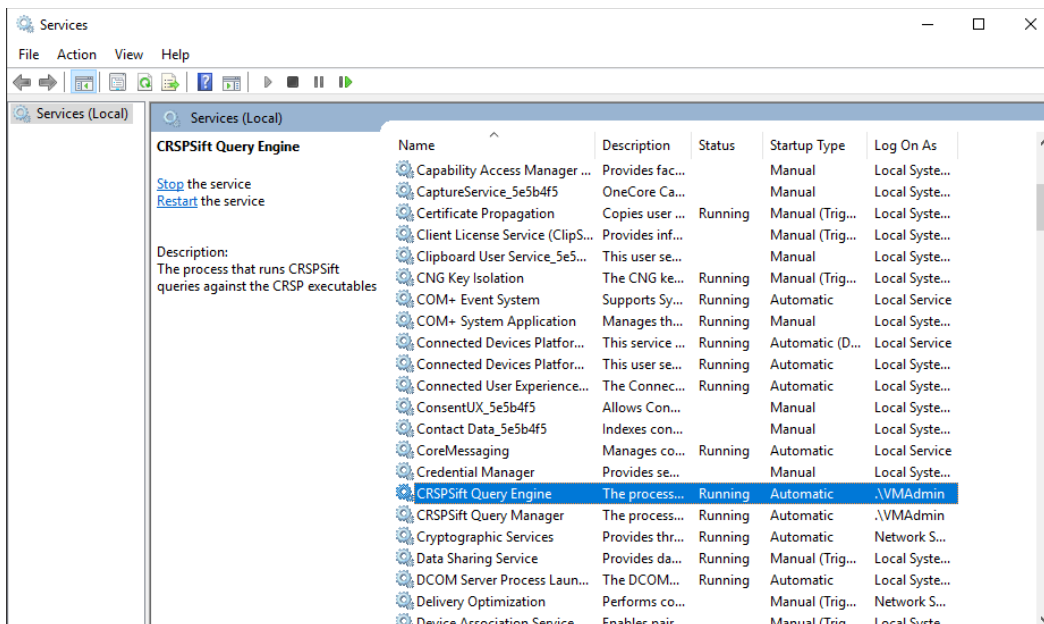 Services
File Action View Help
Services (Local)
Services (Local)
CRSPSift Query Engine
Stop the service
Restart the service
Description:
The process that runs CRSPSift
queries against the CRSP executables
Name Description Status Startup Type Log On As
Capability Access Manager ... Provides fac... Manual Local Syste...
CaptureService_5e5b4f5 OneCore Ca... Manual Local Syste...
Certificate Propagation Copies user ... Running Manual (Trig... Local Syste...
Client License Service (ClipS... Provides inf... Manual (Trig... Local Syste...
Clipboard User Service_5e5... This user se... Manual Local Syste...
CNG Key Isolation The CNG ke... Running Manual (Trig... Local Syste...
COM+ Event System Supports Sy... Running Automatic Local Service
COM+ System Application Manages th... Running Manual Local Syste...
Connected Devices Platfor... This service ... Running Automatic (D... Local Service
Connected Devices Platfor... This user se... Running Automatic Local Syste...
Connected User Experience... The Connec... Running Automatic Local Syste...
ConsentUX_5e5b4f5 Allows Con... Manual Local Syste...
Contact Data_5e5b4f5 Indexes con... Manual Local Syste...
CoreMessaging Manages co... Running Automatic Local Service
Credential Manager Provides se... Manual Local Syste...
CRSPSift Query Engine The process... Running Automatic .\VMAdmin
CRSPSift Query Manager The process... Running Automatic .\VMAdmin
Cryptographic Services Provides thr... Running Automatic Network S...
Data Sharing Service Provides da... Running Manual (Trig... Local Syste...
DCOM Server Process Laun... The DCOM... Running Automatic Local Syste...
Delivery Optimization Performs co... Manual (Trig... Network S...
Device Association Service Enables pair... Manual (Trig... Local Syste...